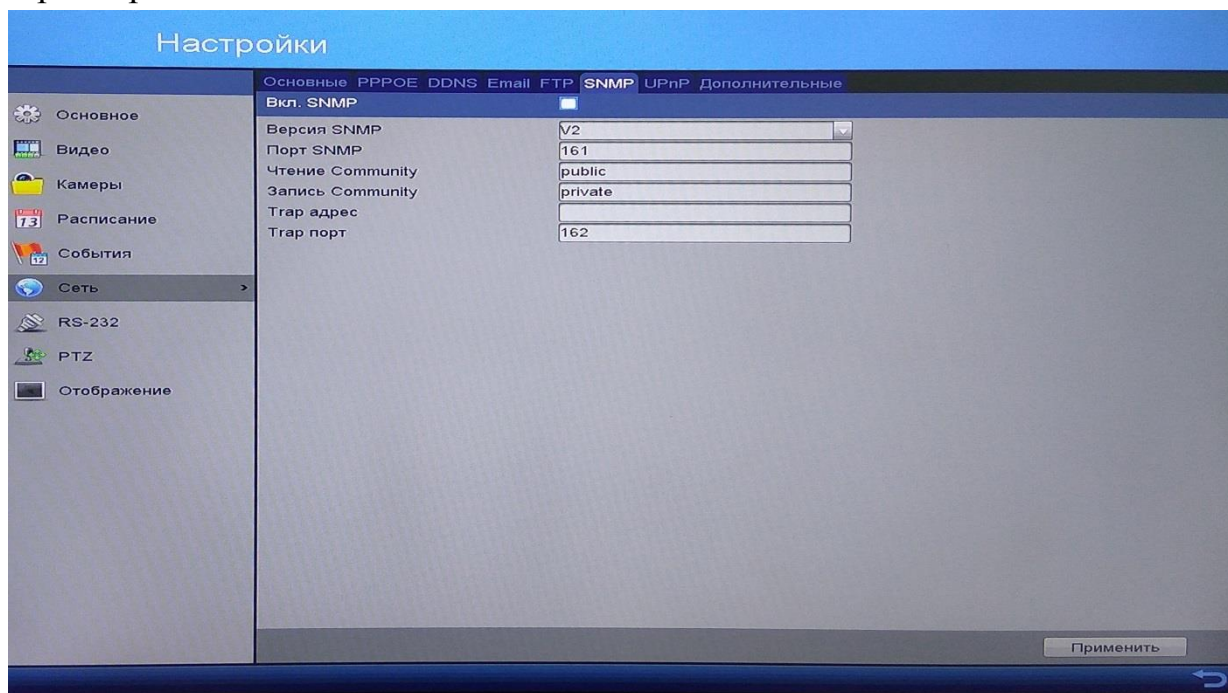 Настройки
Основные PPPOE DDNS Email FTP SNMP UPnP Дополнительные
Вкл. SNMP
Версия SNMP V2
Порт SNMP 161
Чтение Community public
Запись Community private
Trap адрес
Trap порт 162
Основное
Видео
Камеры
13 Расписание
12 События
Сеть >
RS-232
PTZ
Отображение
Применить